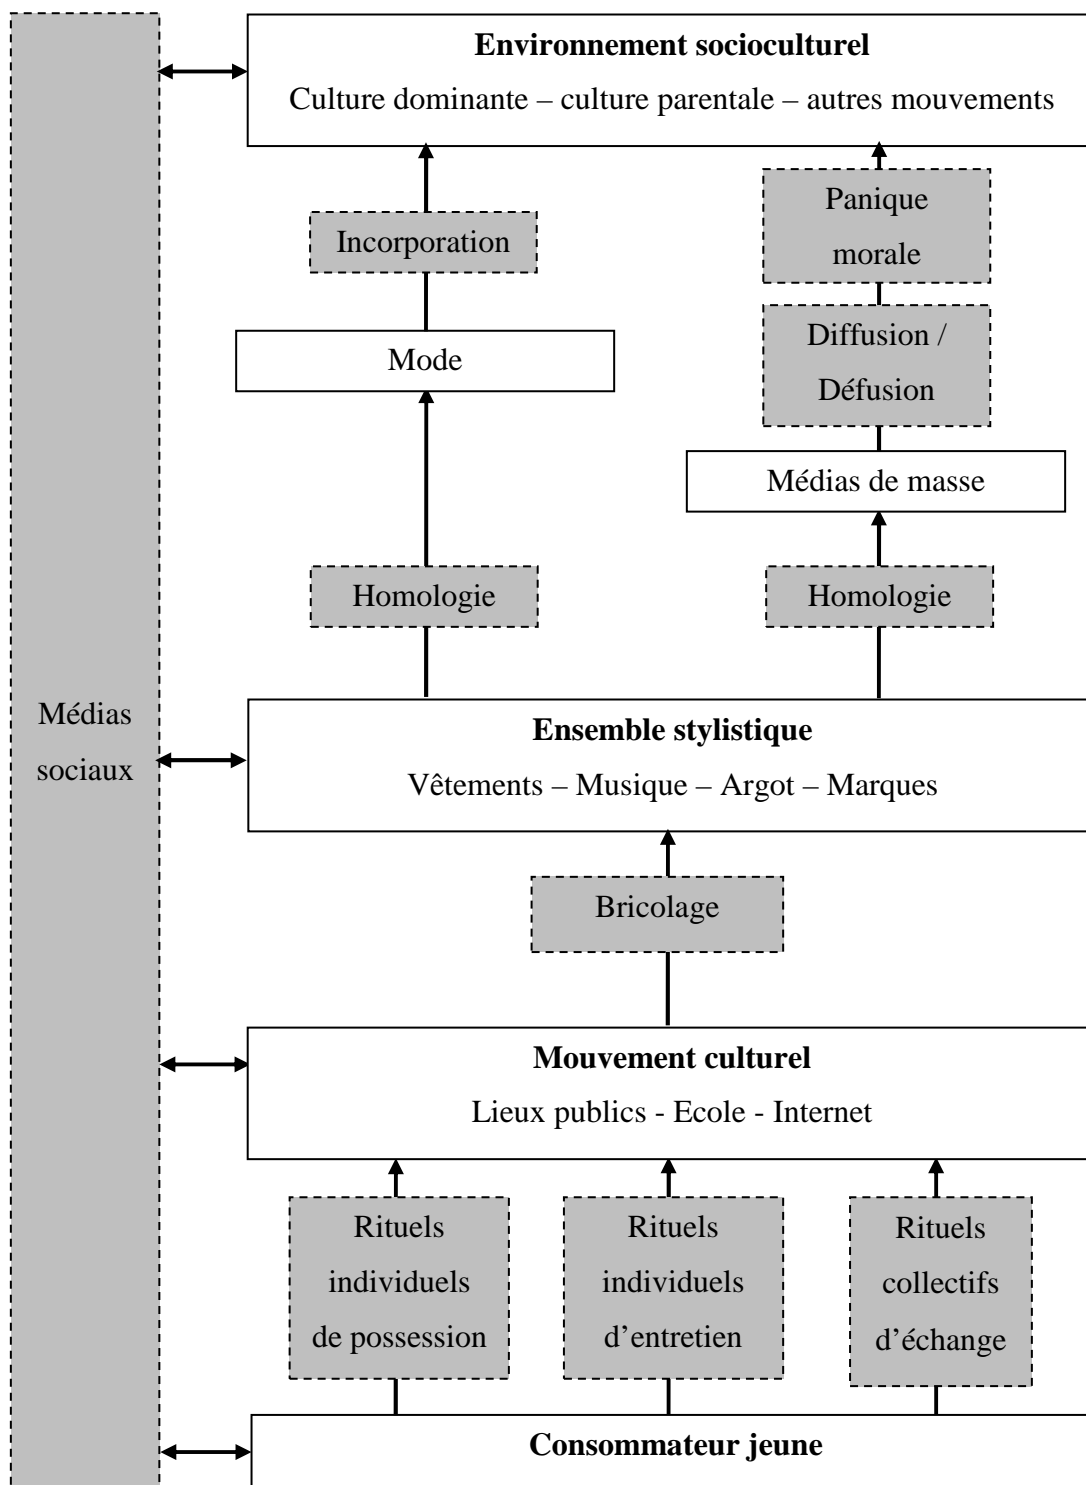 Environnement socioculturel
Culture dominante – culture parentale – autres mouvements
Panique
morale
Incorporation
Diffusion /
Défusion
Mode
Médias de masse
Homologie
Homologie
Médias
sociaux
Ensemble stylistique
Vêtements – Musique – Argot – Marques
Bricolage
Mouvement culturel
Lieux publics - Ecole - Internet
Rituels
individuels
de possession
Rituels
individuels
d’entretien
Rituels
collectifs
d’échange
Consommateur jeune